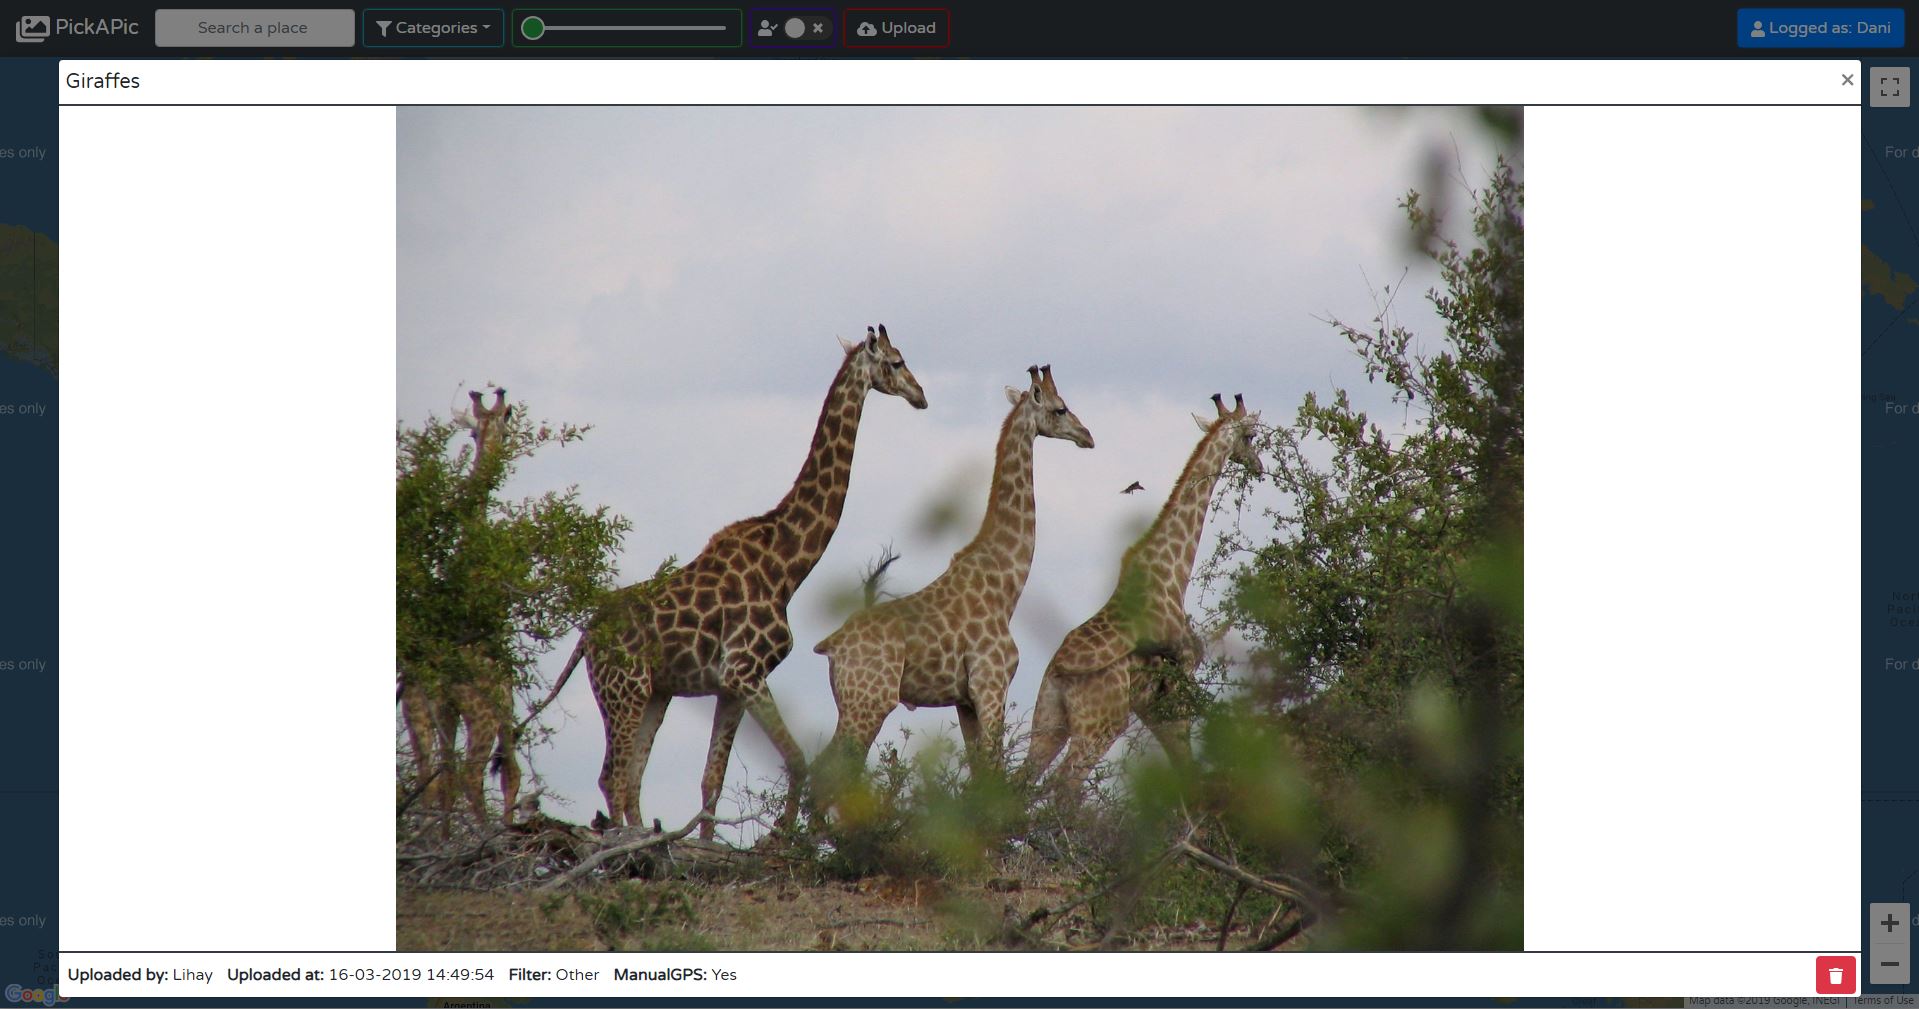 PickAPic
Search a place
Categories
Upload
Logged as: Dani
Giraffes
es only
For d
es only
For d
es only
For d
es only
Uploaded by: Lihay Uploaded at: 16-03-2019 14:49:54 Filter: Other ManualGPS: Yes
Google
Argentina
Map data ©2019 Google, INEGI
Terms of Use